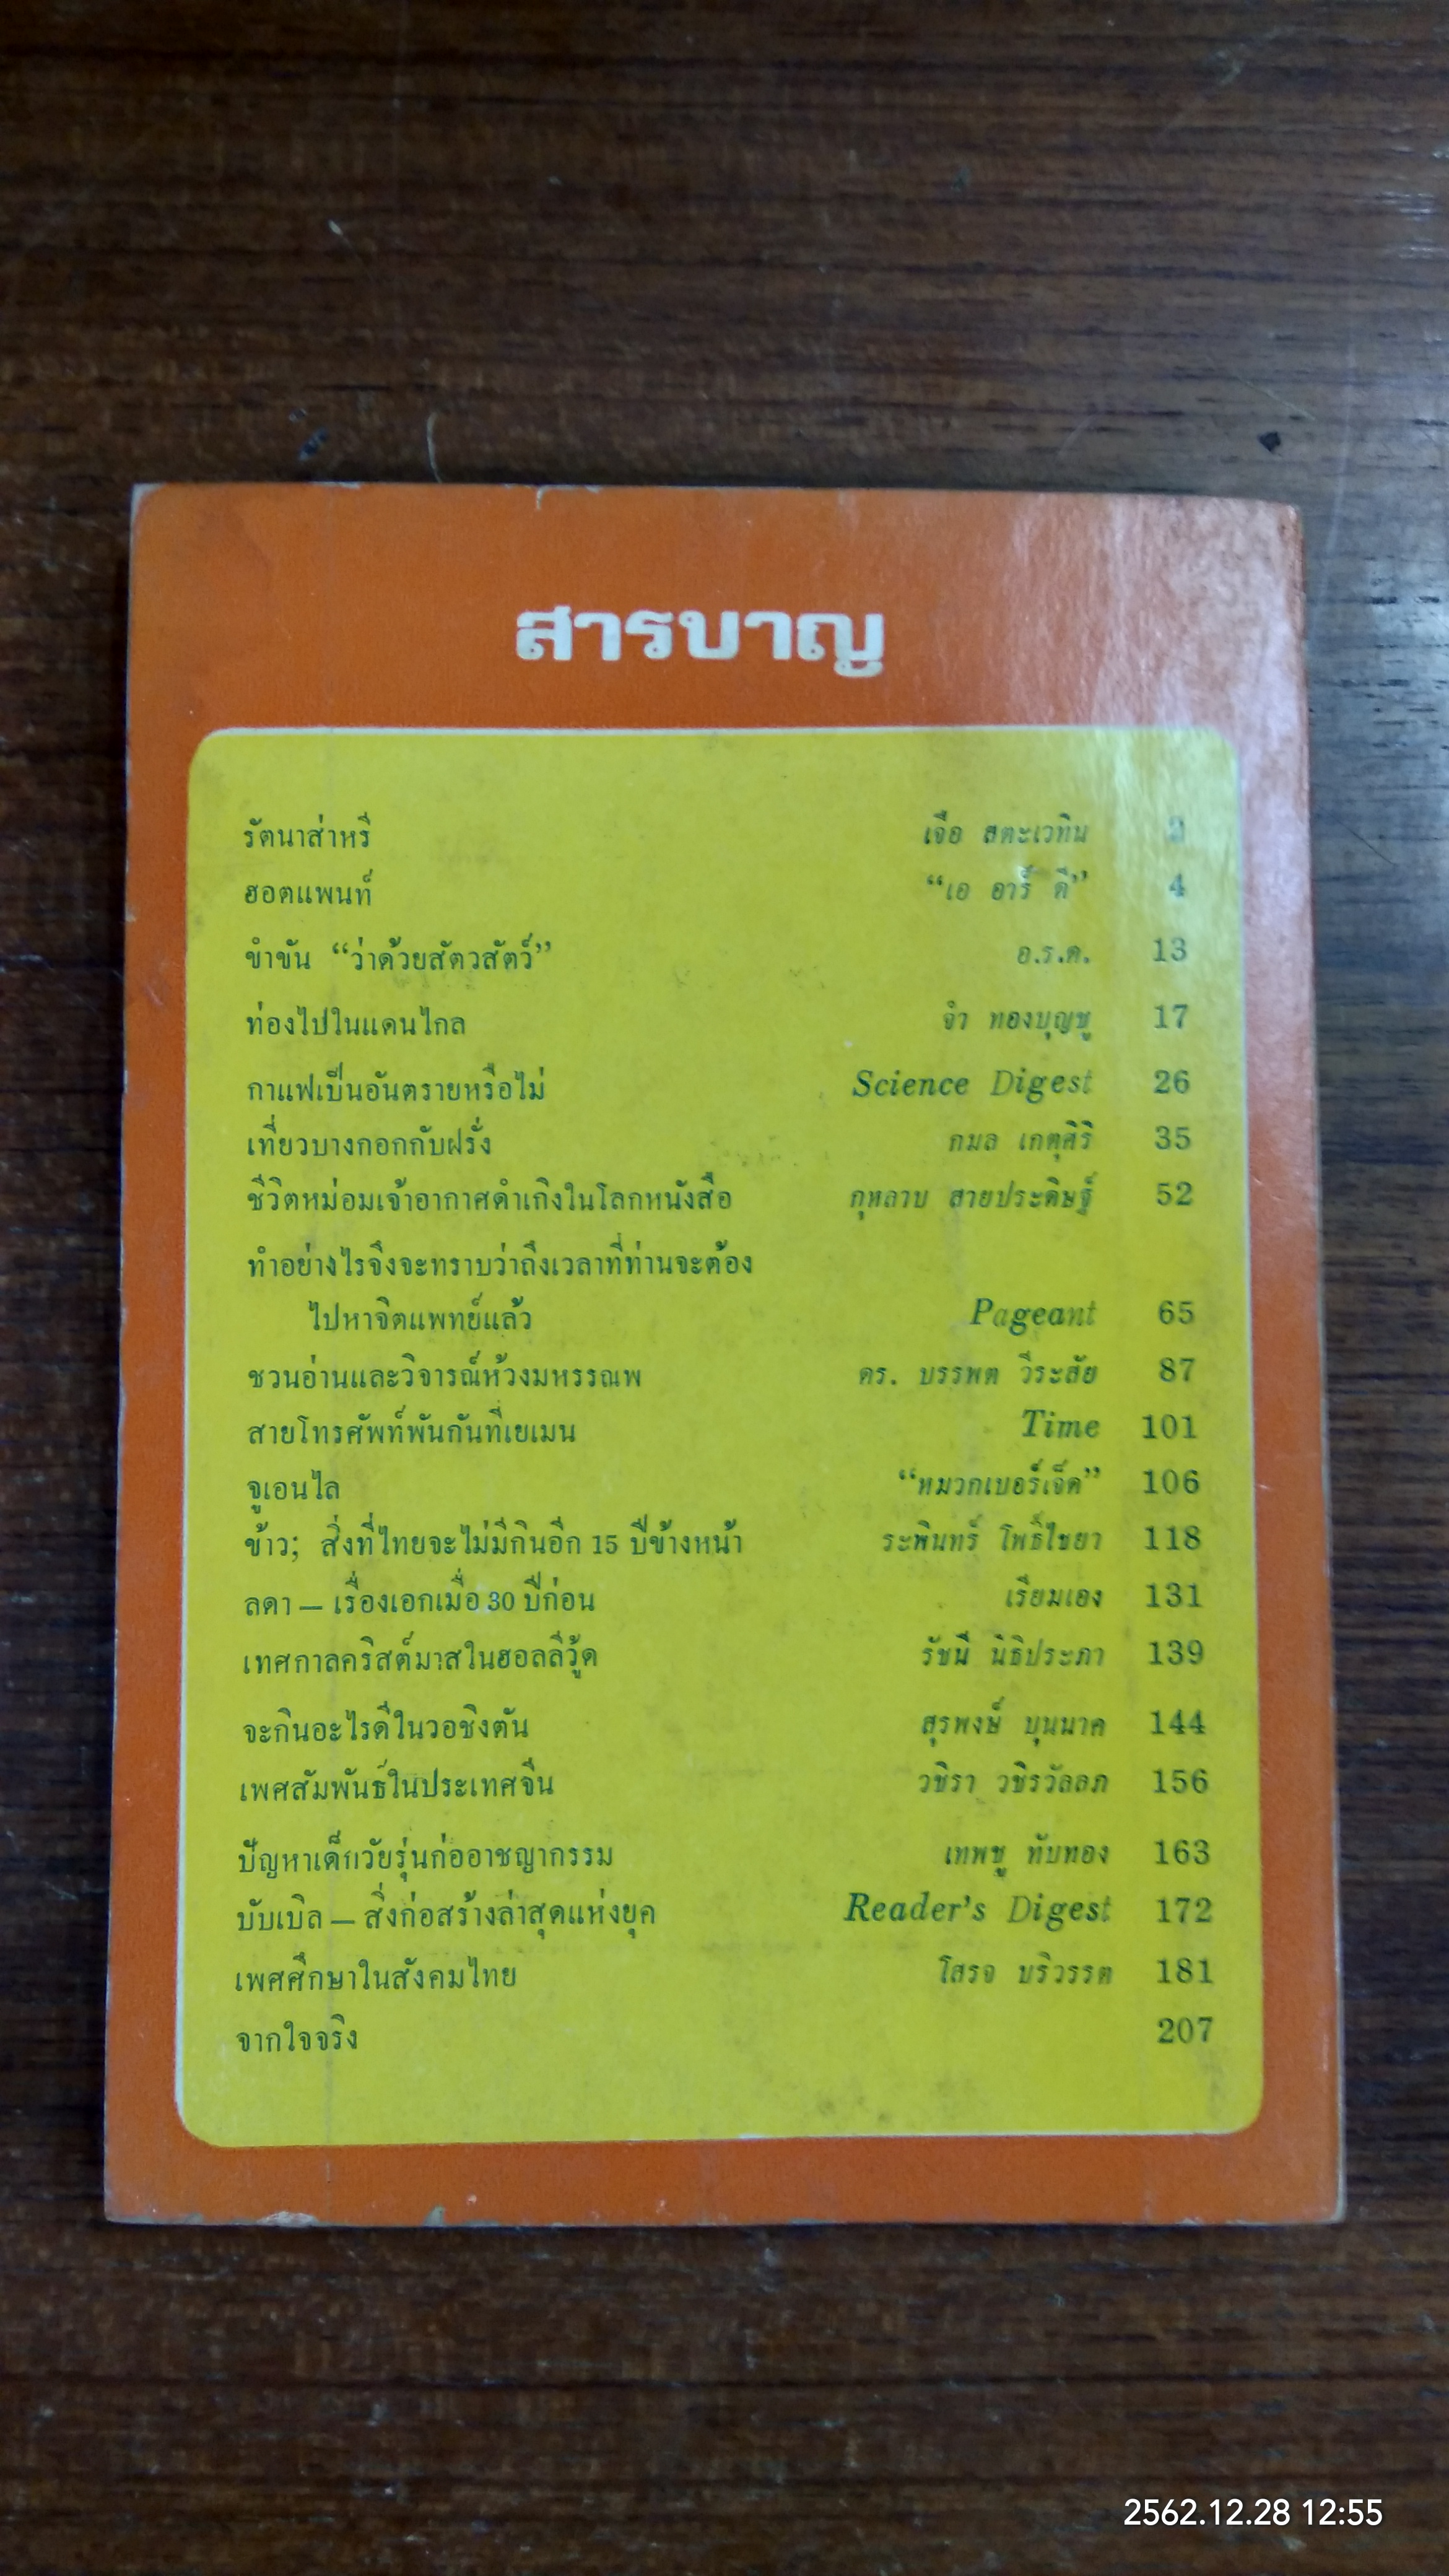 สารบาญ
รัตนาส่าหรี เจือ สตะเวทิน 2
ฮอตแพนท์ “เอ อาร์ ดี” 4
ขำขัน “ว่าด้วยสัตวสัตว์” อ.ร.ด. 13
ท่องไปในแดนไกล จำ ทองบุญชู 17
กาแฟเป็นอันตรายหรือไม่ Science Digest 26
เที่ยวบางกอกกับฝรั่ง กมล เกตุศิริ 35
ชีวิตหม่อมเจ้าอากาศดำเกิงในโลกหนังสือ กุหลาบ สายประดิษฐ์ 52
ทำอย่างไรจึงจะทราบว่าถึงเวลาที่ท่านจะต้อง
ไปหาจิตแพทย์แล้ว Pageant 65
ชวนอ่านและวิจารณ์ห้วงมหรรณพ ดร. บรรพต วีระสัย 87
สายโทรศัพท์พันกันที่เยเมน Time 101
จูเอนไล “หมวกเบอร์เจ็ด” 106
ข้าว; สิ่งที่ไทยจะไม่มีกินอีก 15 ปีข้างหน้า ระพินทร์ โพธิ์ไชยา 118
ลดา — เรื่องเอกเมื่อ 30 ปีก่อน เรียมเอง 131
เทศกาลคริสต์มาสในฮอลลีวู้ด รัชนี นิธิประภา 139
จะกินอะไรดีในวอชิงตัน สุรพงษ์ บุนนาค 144
เพศสัมพันธ์ในประเทศจีน วชิรา วชิรวัลลภ 156
ปัญหาเด็กวัยรุ่นก่ออาชญากรรม เทพชู ทับทอง 163
บับเบิล — สิ่งก่อสร้างล่าสุดแห่งยุค Reader's Digest 172
เพศศึกษาในสังคมไทย โสรจ บริวรรต 181
จากใจจริง 207
2562.12.28 12:55